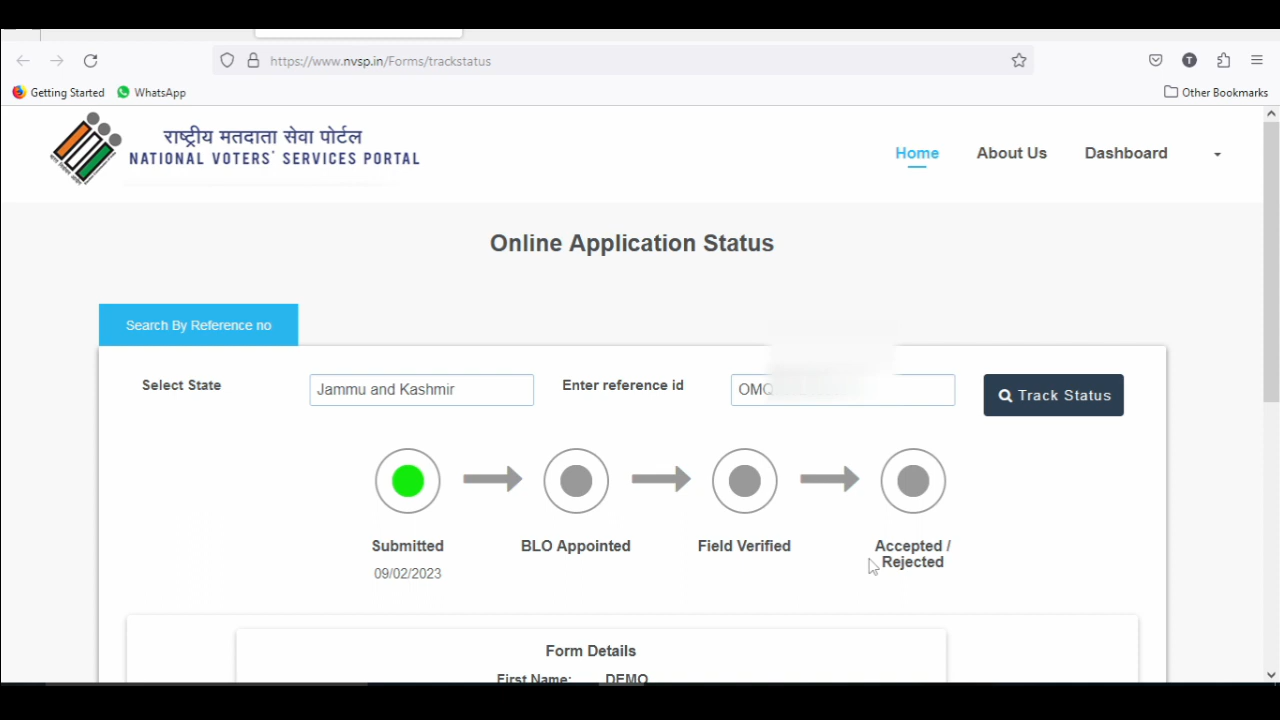 https://www.nvsp.in/Forms/trackstatus
T
Getting Started
WhatsApp
Other Bookmarks
राष्ट्रीय मतदाता सेवा पोर्टल
NATIONAL VOTERS' SERVICES PORTAL
Home
About Us
Dashboard
Online Application Status
Search By Reference no
Select State
Jammu and Kashmir
Enter reference id
OMQ
Track Status
Submitted
BLO Appointed
Field Verified
Accepted /
Rejected
09/02/2023
Form Details
First Name: DEMO